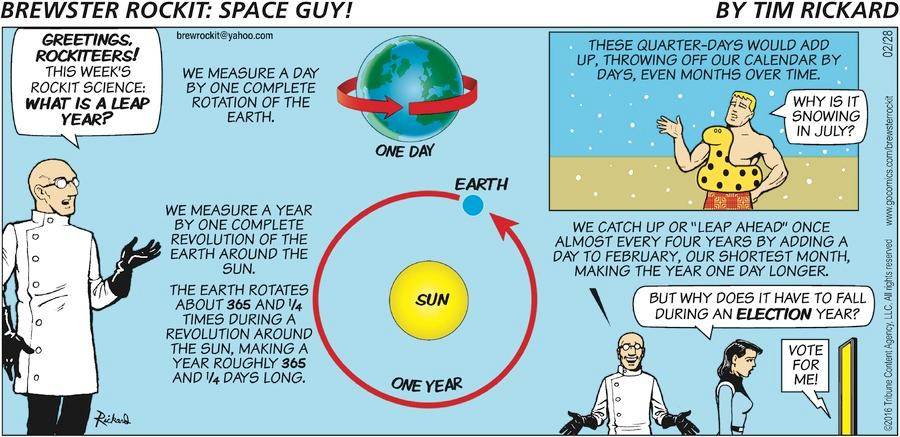 BREWSTER ROCKIT: SPACE GUY!
BY TIM RICKARD
GREETINGS,
ROCKITEERS!
THIS WEEK'S
ROCKIT SCIENCE:
WHAT IS A LEAP
YEAR?
brewrockit@yahoo.com
WE MEASURE A DAY
BY ONE COMPLETE
ROTATION OF THE
EARTH.
ONE DAY
WE MEASURE A YEAR
BY ONE COMPLETE
REVOLUTION OF THE
EARTH AROUND THE
SUN.
THE EARTH ROTATES
ABOUT 365 AND 1/4
TIMES DURING A
REVOLUTION AROUND
THE SUN, MAKING A
YEAR ROUGHLY 365
AND 1/4 DAYS LONG.
EARTH
SUN
ONE YEAR
Rickard
THESE QUARTER-DAYS WOULD ADD
UP, THROWING OFF OUR CALENDAR BY
DAYS, EVEN MONTHS OVER TIME.
WHY IS IT
SNOWING
IN JULY?
WE CATCH UP OR "LEAP AHEAD" ONCE
ALMOST EVERY FOUR YEARS BY ADDING A
DAY TO FEBRUARY, OUR SHORTEST MONTH,
MAKING THE YEAR ONE DAY LONGER.
BUT WHY DOES IT HAVE TO FALL
DURING AN ELECTION YEAR?
VOTE
FOR
ME!
02/28
www.gocomics.com/brewsterrockit
©2016 Tribune Content Agency, LLC. All rights reserved